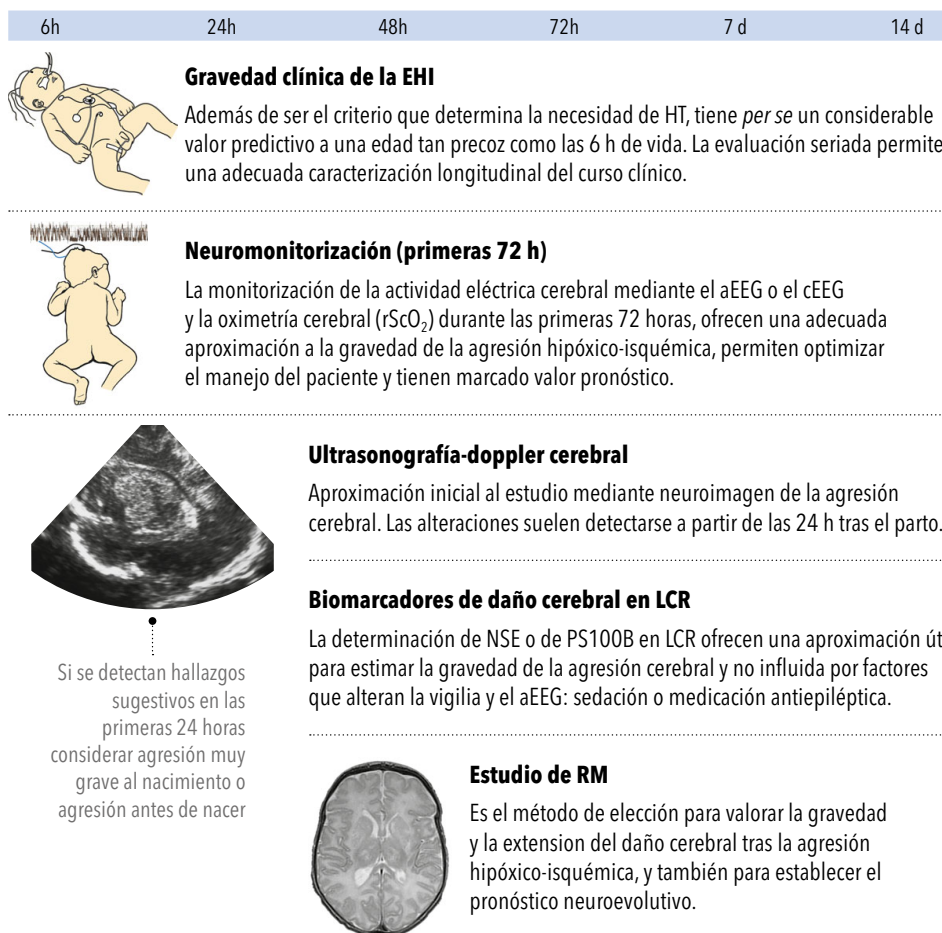 6h 24h 48h 72h 7 d 14 d
Gravedad clínica de la EHI
Además de ser el criterio que determina la necesidad de HT, tiene per se un considerable
valor predictivo a una edad tan precoz como las 6 h de vida. La evaluación seriada permite
una adecuada caracterización longitudinal del curso clínico.
Neuromonitorización (primeras 72 h)
La monitorización de la actividad eléctrica cerebral mediante el aEEG o el cEEG
y la oximetría cerebral (rScO₂) durante las primeras 72 horas, ofrecen una adecuada
aproximación a la gravedad de la agresión hipóxico-isquémica, permiten optimizar
el manejo del paciente y tienen marcado valor pronóstico.
Ultrasonografía-doppler cerebral
Aproximación inicial al estudio mediante neuroimagen de la agresión
cerebral. Las alteraciones suelen detectarse a partir de las 24 h tras el parto.
Si se detectan hallazgos
sugestivos en las
primeras 24 horas
considerar agresión muy
grave al nacimiento o
agresión antes de nacer
Biomarcadores de daño cerebral en LCR
La determinación de NSE o de PS100B en LCR ofrecen una aproximación út
para estimar la gravedad de la agresión cerebral y no influida por factores
que alteran la vigilia y el aEEG: sedación o medicación antiepiléptica.
Estudio de RM
Es el método de elección para valorar la gravedad
y la extension del daño cerebral tras la agresión
hipóxico-isquémica, y también para establecer el
pronóstico neuroevolutivo.